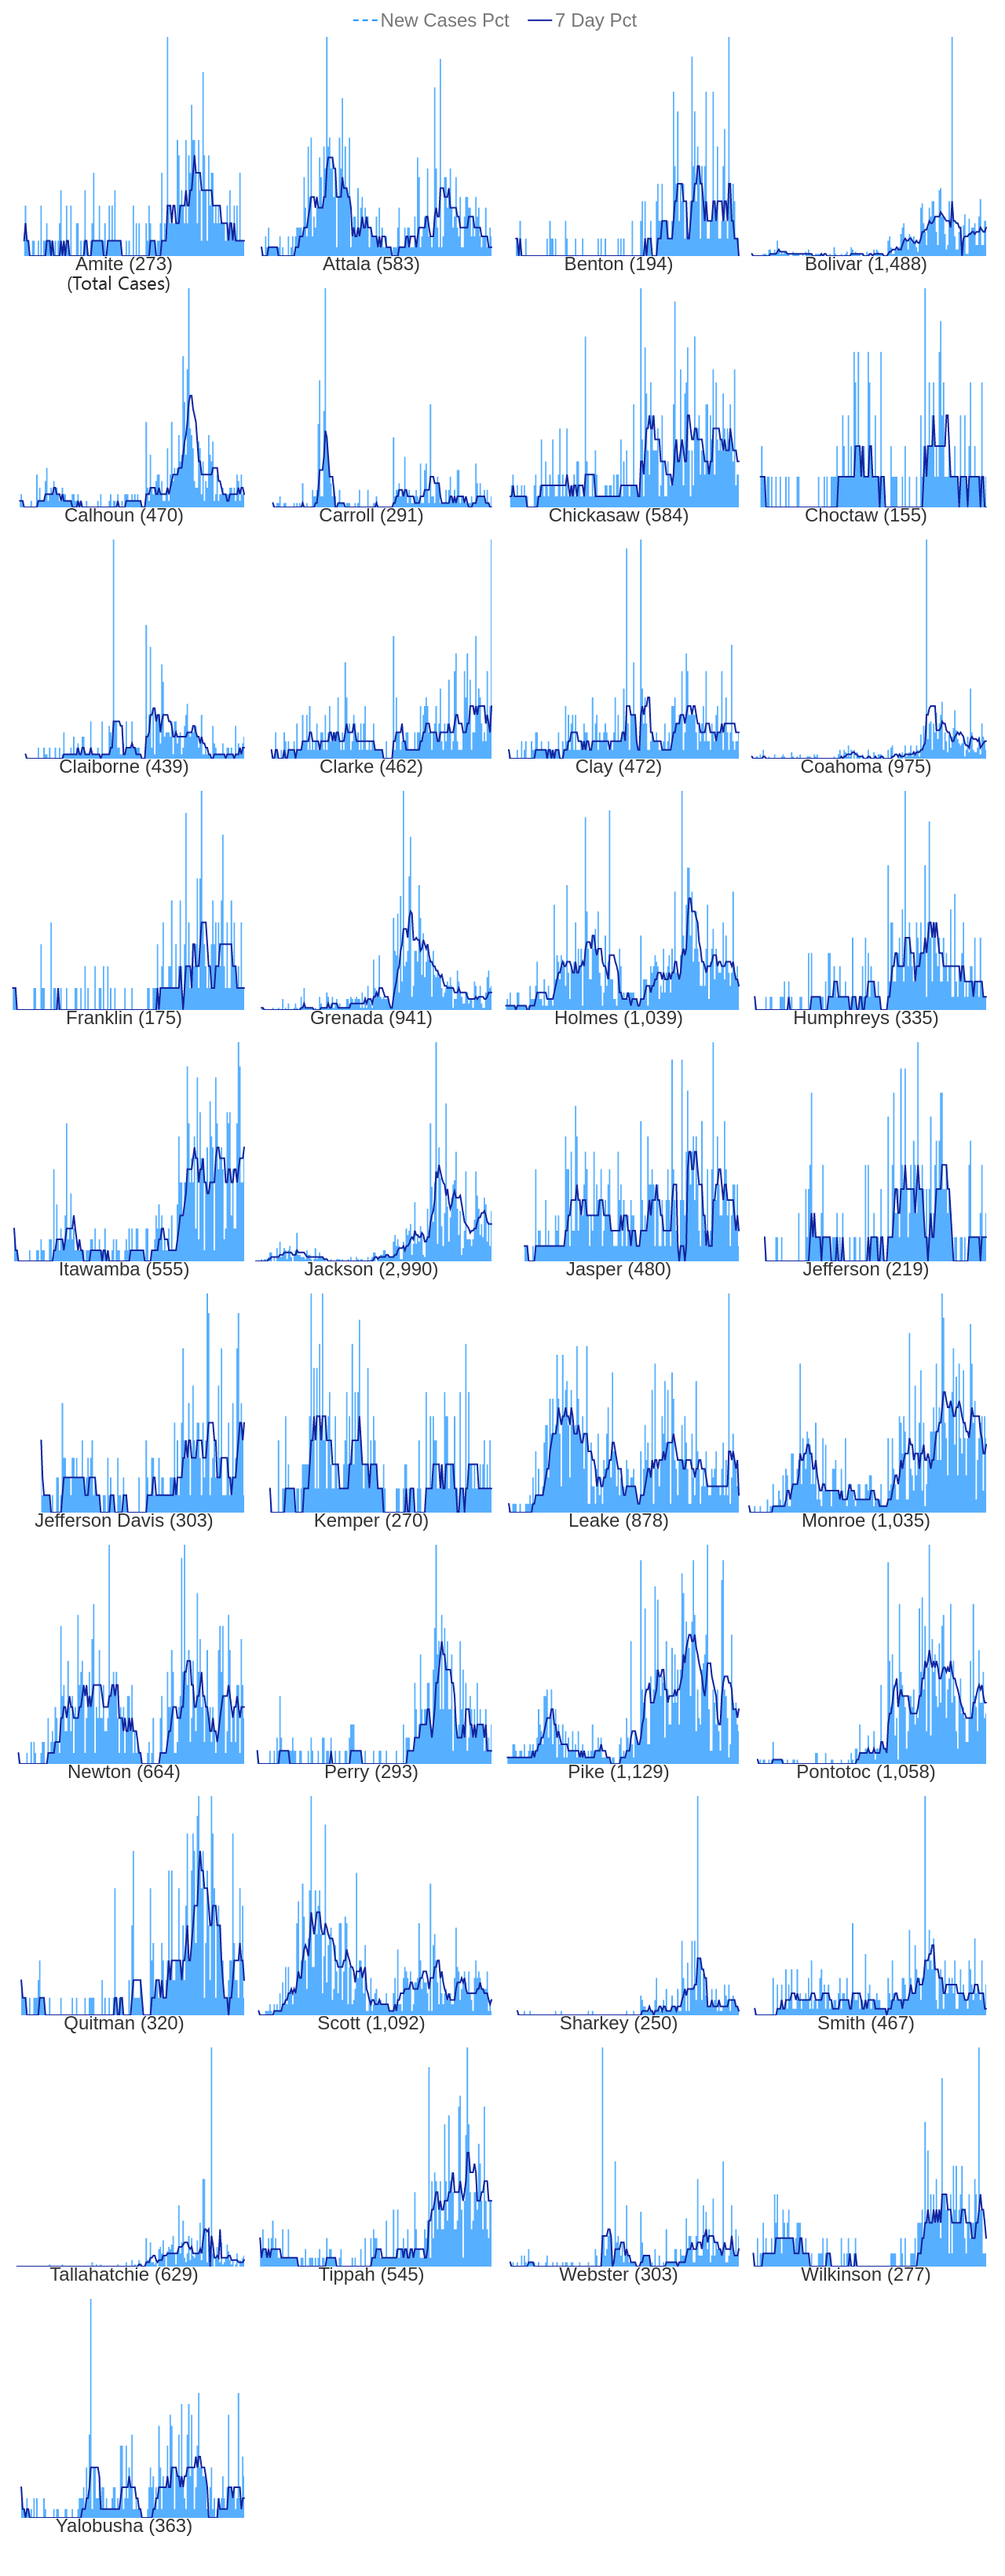 New Cases Pct 7 Day Pct
Amite (273) Attala (583) Benton (194) Bolivar (1,488)
(Total Cases)
Calhoun (470) Carroll (291) Chickasaw (584) Choctaw (155)
Claiborne (439) Clarke (462) Clay (472) Coahoma (975)
Franklin (175) Grenada (941) Holmes (1,039) Humphreys (335)
Itawamba (555) Jackson (2,990) Jasper (480) Jefferson (219)
Jefferson Davis (303) Kemper (270) Leake (878) Monroe (1,035)
Newton (664) Perry (293) Pike (1,129) Pontotoc (1,058)
Quitman (320) Scott (1,092) Sharkey (250) Smith (467)
Tallahatchie (629) Tippah (545) Webster (303) Wilkinson (277)
Yalobusha (363)